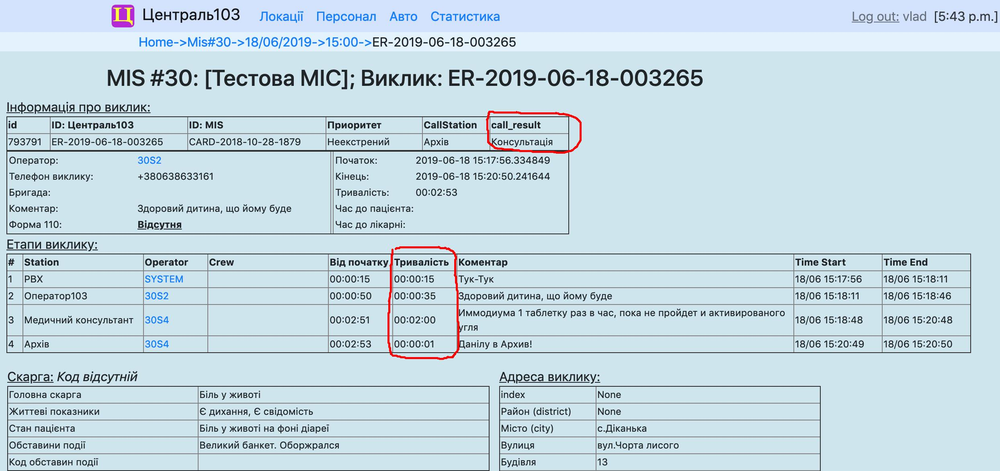 Ц Централь103 Локації Персонал Авто Статистика Log out: vlad [5:43 p.m.]
Home->Mis#30->18/06/2019->15:00->ER-2019-06-18-003265
MIS #30: [Тестова МІС]; Виклик: ER-2019-06-18-003265
Інформація про виклик:
id ID: Централь103 ID: MIS Приоритет CallStation call_result
793791 ER-2019-06-18-003265 CARD-2018-10-28-1879 Неекстрений Архів Консультація
Оператор: 30S2 Початок: 2019-06-18 15:17:56.334849
Телефон виклику: +380638633161 Кінець: 2019-06-18 15:20:50.241644
Бригада: Тривалість: 00:02:53
Коментар: Здоровий дитина, що йому буде Час до пацієнта:
Форма 110: Відсутня Час до лікарні:
Етапи виклику:
# Station Operator Crew Від початку Тривалість Коментар Time Start Time End
1 PBX SYSTEM 00:00:15 00:00:15 Тук-Тук 18/06 15:17:56 18/06 15:18:11
2 Оператор103 30S2 00:00:50 00:00:35 Здоровий дитина, що йому буде 18/06 15:18:11 18/06 15:18:46
3 Медичний консультант 30S4 00:02:51 00:02:00 Иммодиума 1 таблетку раз в час, пока не пройдет и активированого угля 18/06 15:18:48 18/06 15:20:48
4 Архів 30S4 00:02:53 00:00:01 Данілу в Архив! 18/06 15:20:49 18/06 15:20:50
Скарга: Код відсутній
Головна скарга Біль у животі
Життеві показники Є дихання, Є свідомість
Стан пацієнта Біль у животі на фоні діареї
Обставини події Великий банкет. Оборжрался
Код обставин події
Адреса виклику:
index None
Район (district) None
Місто (city) с.Діканька
Вулиця вул.Чорта лисого
Будівля 13